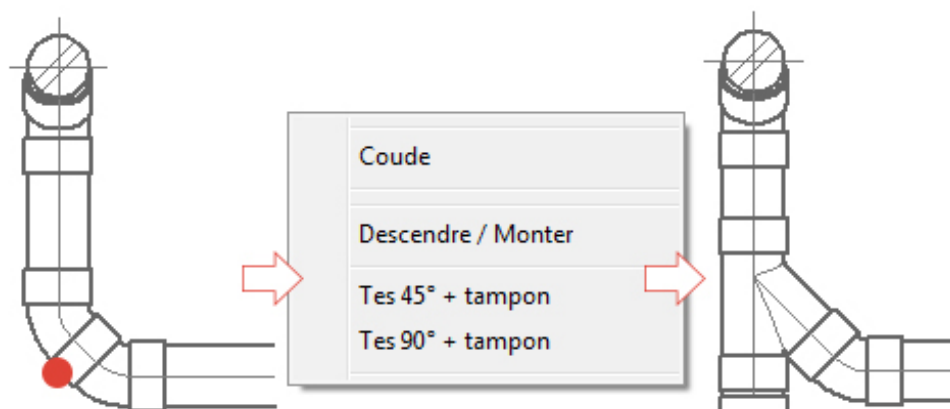 Coude
Descendre / Monter
Tes 45° + tampon
Tes 90° + tampon